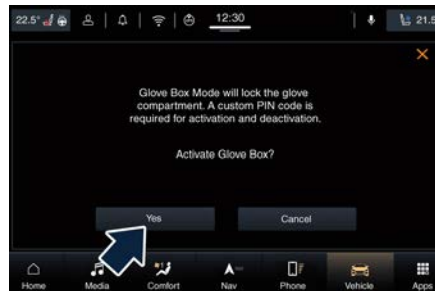 22.5° 12:30 21.5
Glove Box Mode will lock the glove
compartment. A custom PIN code is
required for activation and deactivation.
Activate Glove Box?
Yes Cancel
Home Media Comfort Nav Phone Vehicle Apps